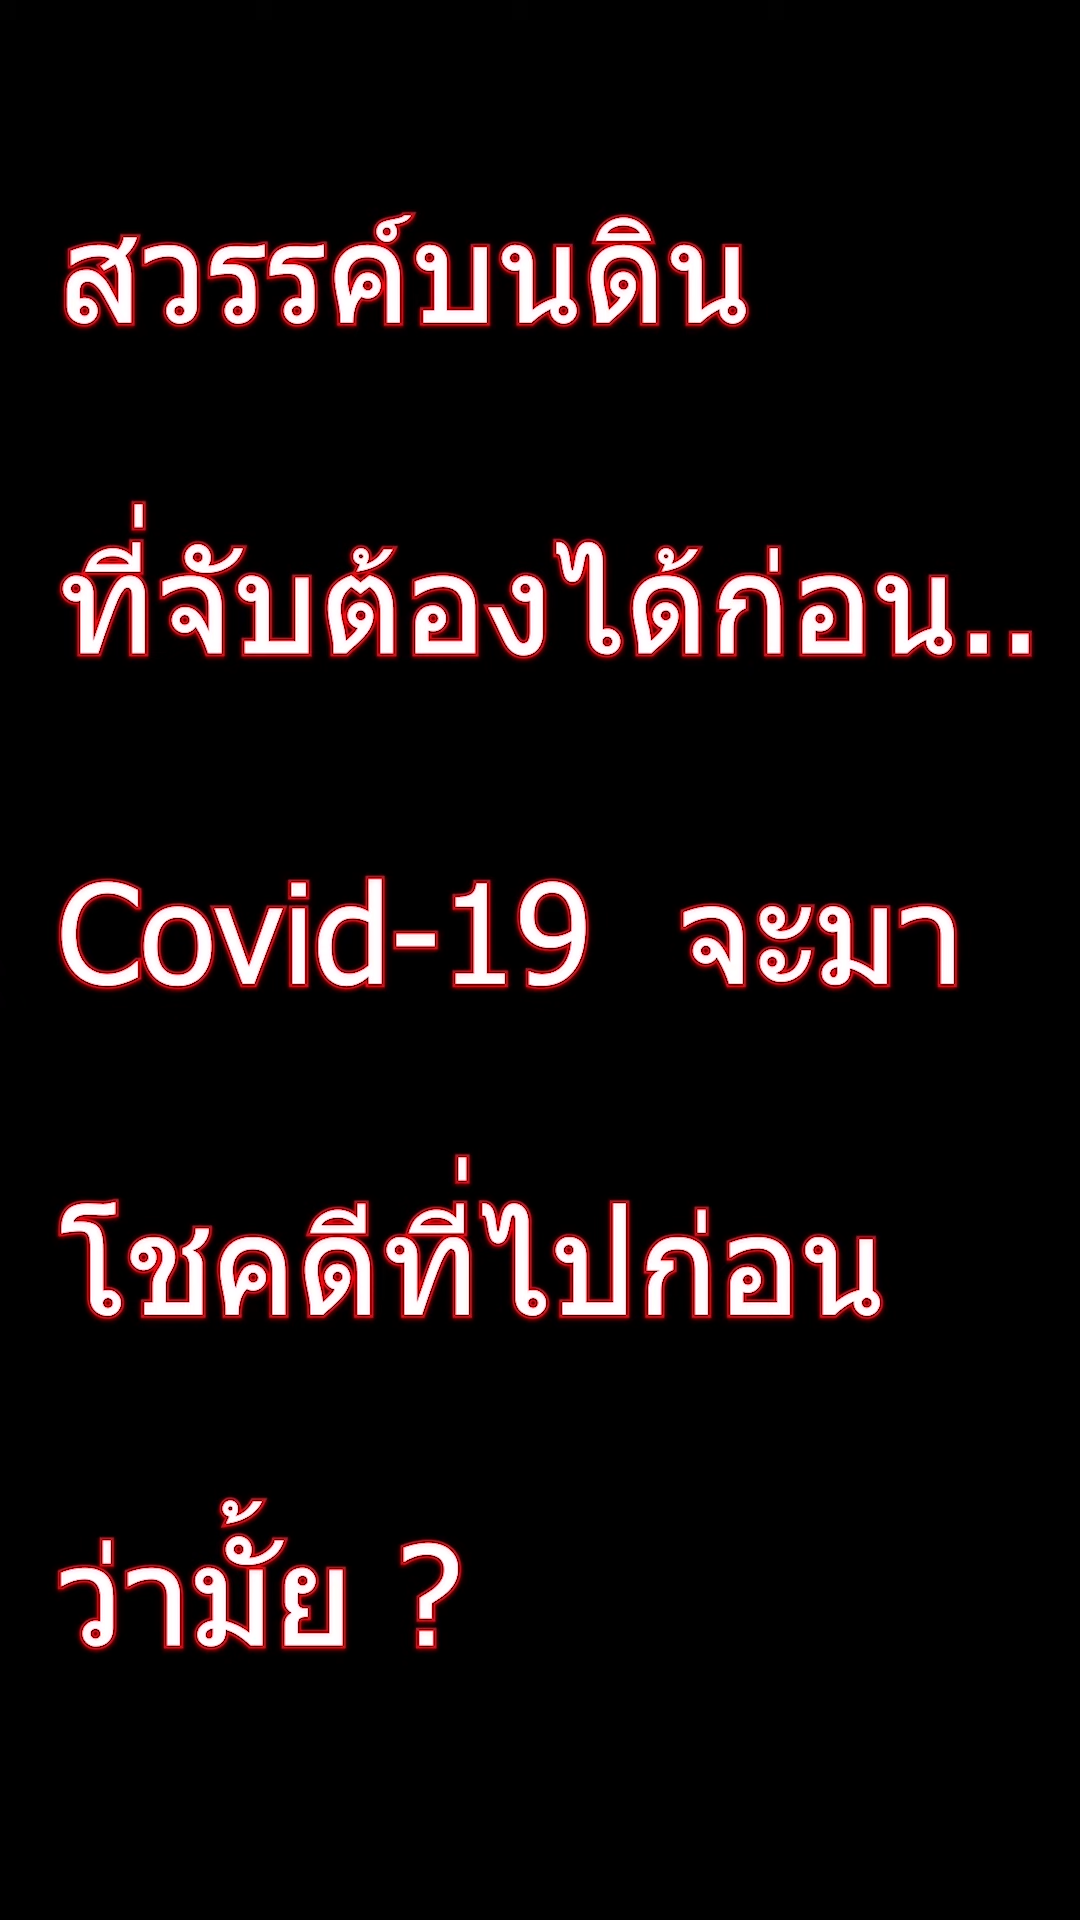 สวรรค์บนดิน
ที่จับต้องได้ก่อน..
Covid-19  จะมา
โชคดีที่ไปก่อน
ว่ามั้ย ?